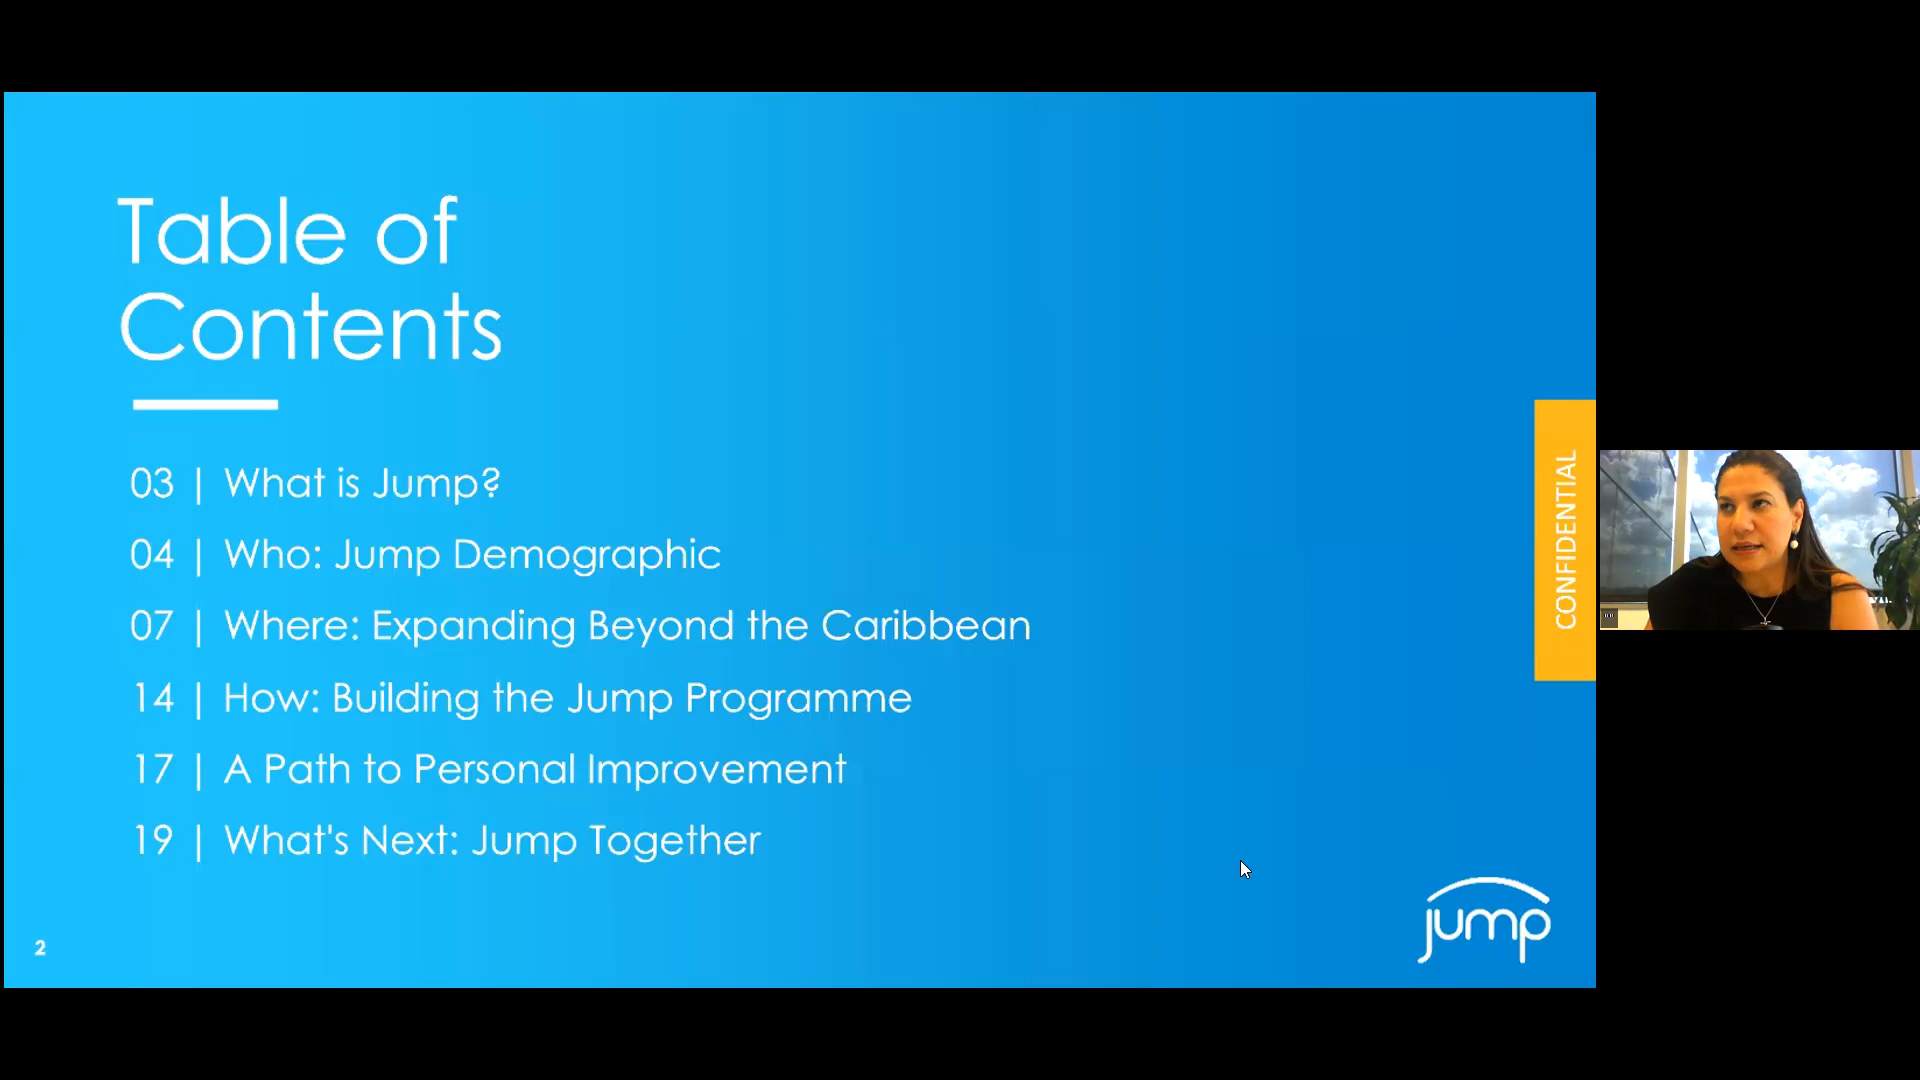 Table of
Contents
03 | What is Jump?
04 | Who: Jump Demographic
07 | Where: Expanding Beyond the Caribbean
14 | How: Building the Jump Programme
17 | A Path to Personal Improvement
19 | What's Next: Jump Together
CONFIDENTIAL
jump
2